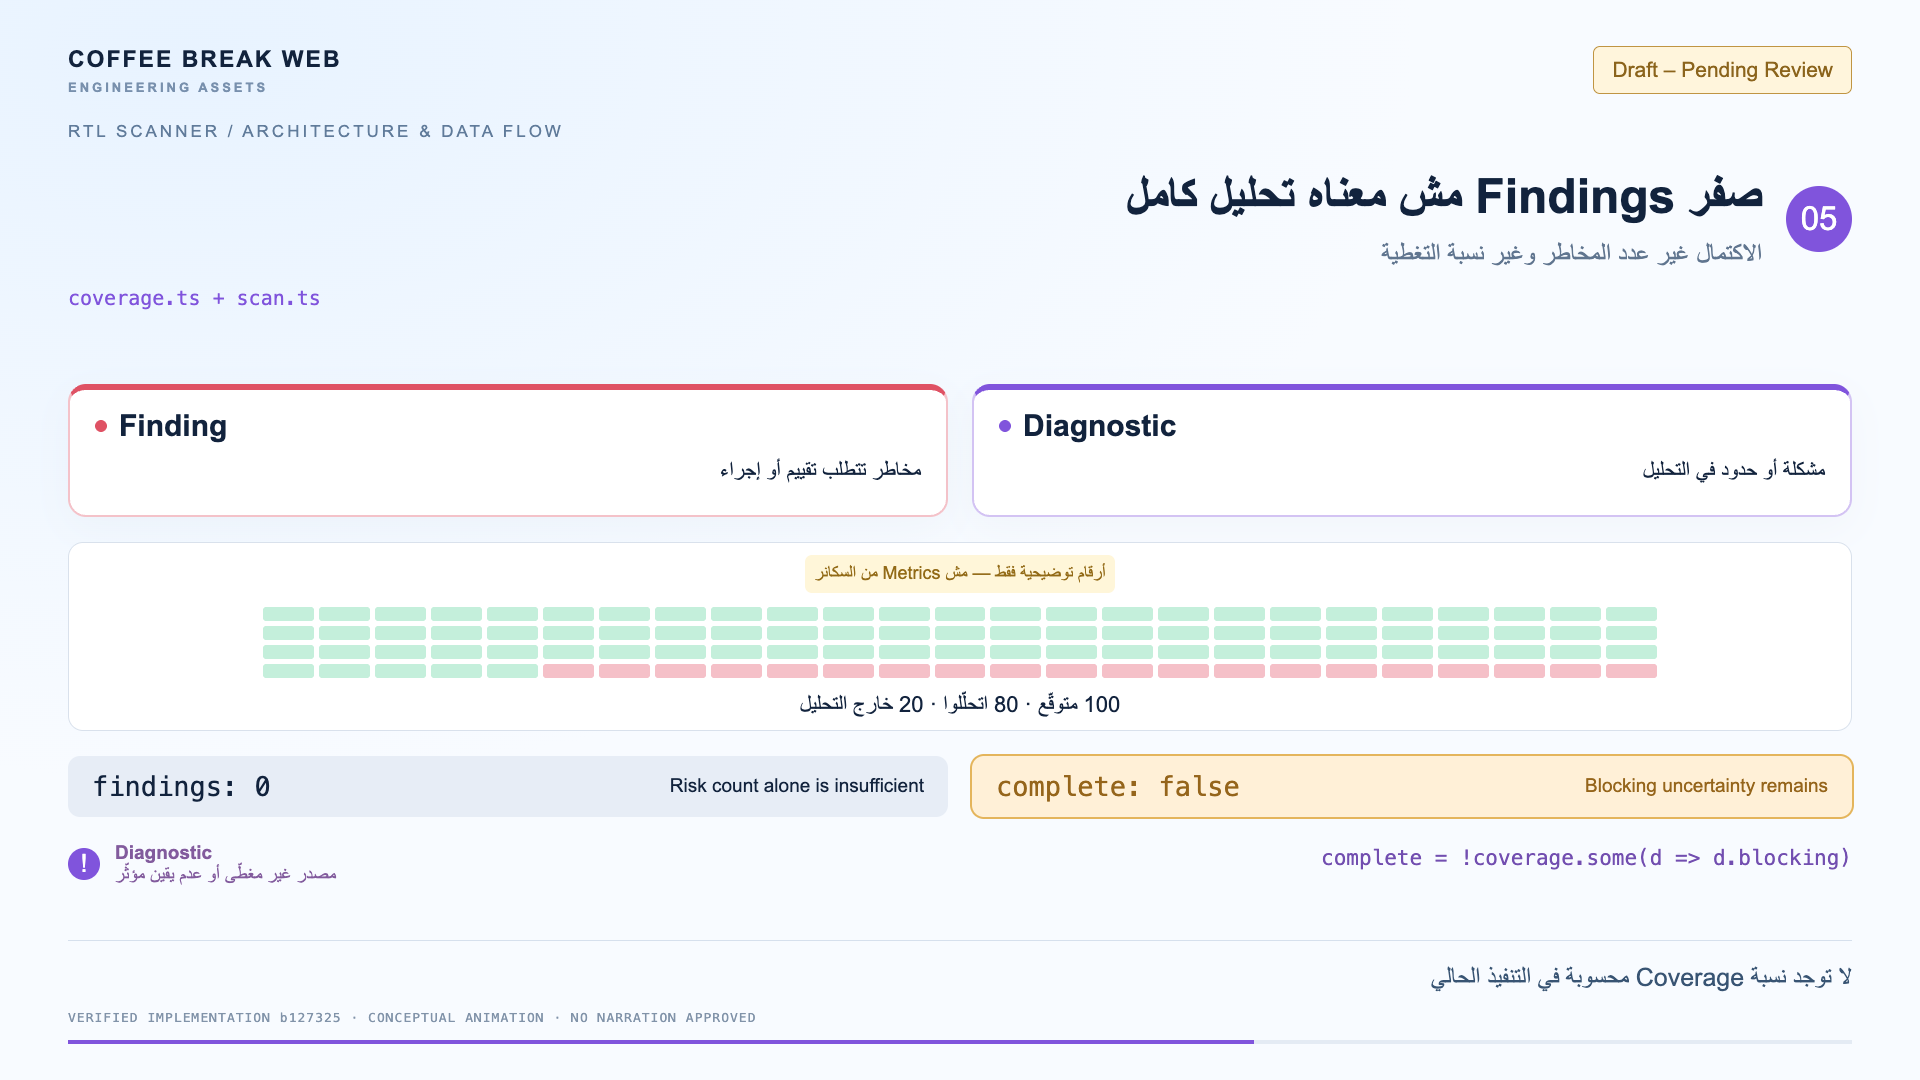 COFFEE BREAK WEB
ENGINEERING ASSETS
Draft – Pending Review
RTL SCANNER / ARCHITECTURE & DATA FLOW
05
صفر Findings مش معناه تحليل كامل
الاكتمال غير عدد المخاطر وغير نسبة التغطية
coverage.ts + scan.ts
Finding
مخاطر تتطلب تقييم أو إجراء
Diagnostic
مشكلة أو حدود في التحليل
أرقام توضيحية فقط — مش Metrics من السكانر
100 متوقّع · 80 اتحلّلوا · 20 خارج التحليل
findings: 0
Risk count alone is insufficient
complete: false
Blocking uncertainty remains
!
Diagnostic
مصدر غير مغطّى أو عدم يقين مؤثّر
complete = !coverage.some(d => d.blocking)
لا توجد نسبة Coverage محسوبة في التنفيذ الحالي
VERIFIED IMPLEMENTATION b127325 · CONCEPTUAL ANIMATION · NO NARRATION APPROVED